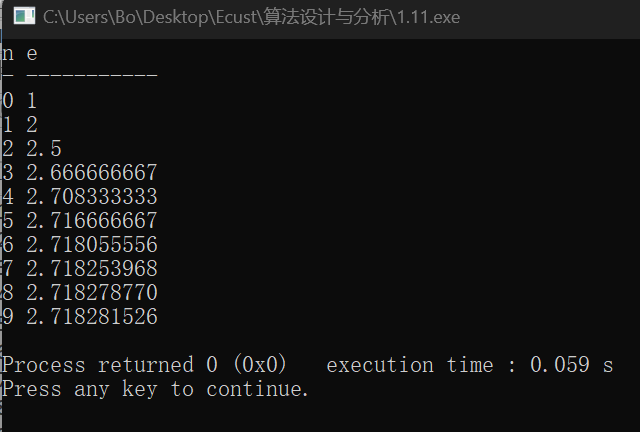 C:\Users\Bo\Desktop\Ecust\算法设计与分析\1.11.exe
n e
- -----------
0 1
1 2
2 2.5
3 2.666666667
4 2.708333333
5 2.716666667
6 2.718055556
7 2.718253968
8 2.718278770
9 2.718281526
Process returned 0 (0x0)   execution time : 0.059 s
Press any key to continue.